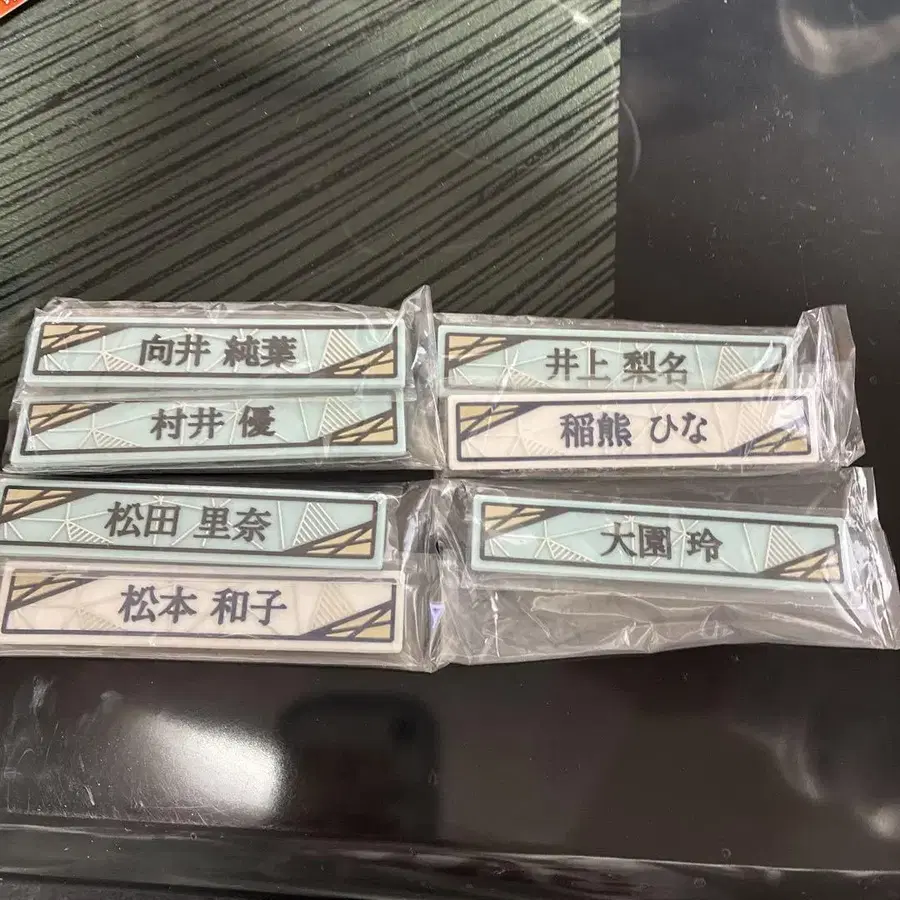 向井 純葉
村井 優
井上 梨名
稲熊 ひな
松田 里奈
松本 和子
大園 玲